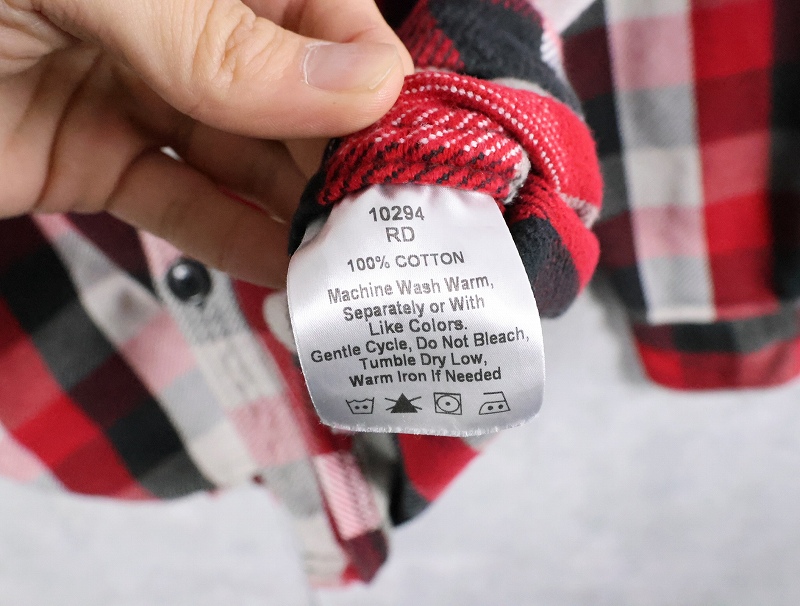 10294
RD
100% COTTON
Machine Wash Warm,
Separately or With
Like Colors.
Gentle Cycle, Do Not Bleach,
Tumble Dry Low,
Warm Iron If Needed